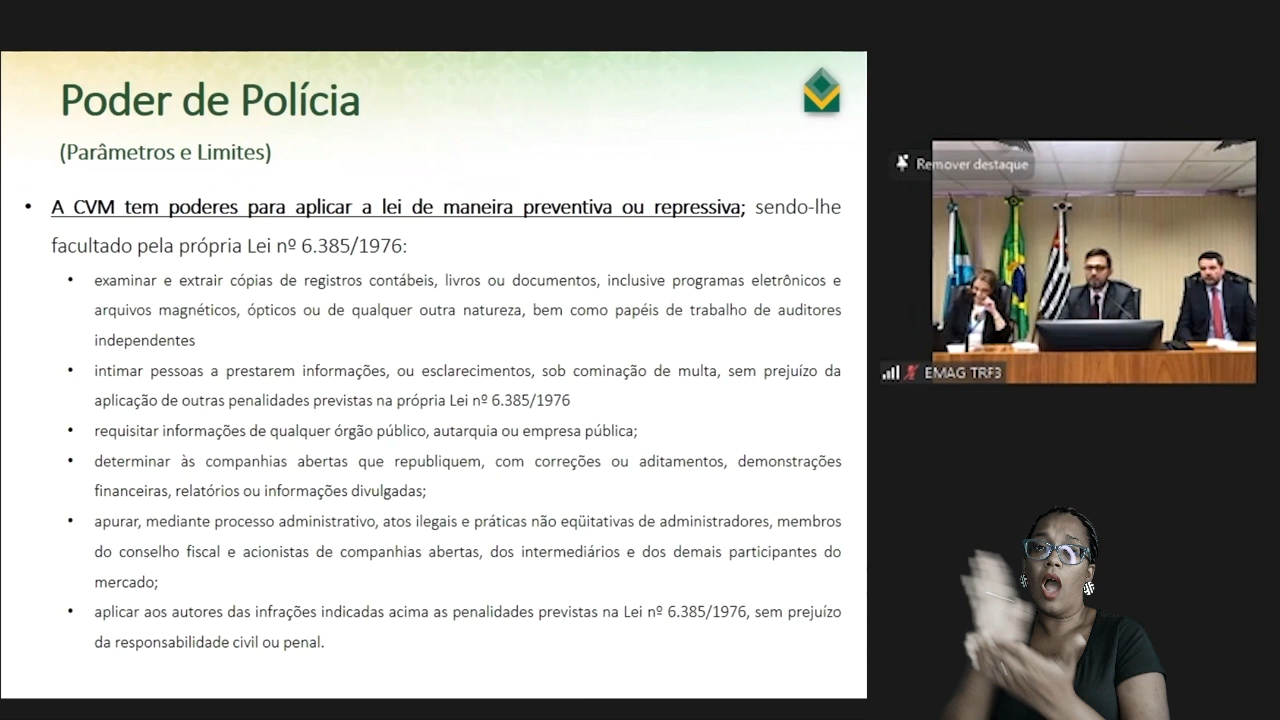 Poder de Polícia
(Parâmetros e Limites)
• A CVM tem poderes para aplicar a lei de maneira preventiva ou repressiva; sendo-lhe
facultado pela própria Lei nº 6.385/1976:
• examinar e extrair cópias de registros contábeis, livros ou documentos, inclusive programas eletrônicos e
arquivos magnéticos, ópticos ou de qualquer outra natureza, bem como papéis de trabalho de auditores
independentes
• intimar pessoas a prestarem informações, ou esclarecimentos, sob cominação de multa, sem prejuízo da
aplicação de outras penalidades previstas na própria Lei nº 6.385/1976
• requisitar informações de qualquer órgão público, autarquia ou empresa pública;
• determinar às companhias abertas que republiquem, com correções ou aditamentos, demonstrações
financeiras, relatórios ou informações divulgadas;
• apurar, mediante processo administrativo, atos ilegais e práticas não eqüitativas de administradores, membros
do conselho fiscal e acionistas de companhias abertas, dos intermediários e dos demais participantes do
mercado;
• aplicar aos autores das infrações indicadas acima as penalidades previstas na Lei nº 6.385/1976, sem prejuízo
da responsabilidade civil ou penal.
Remover destaque
EMAG TRF3